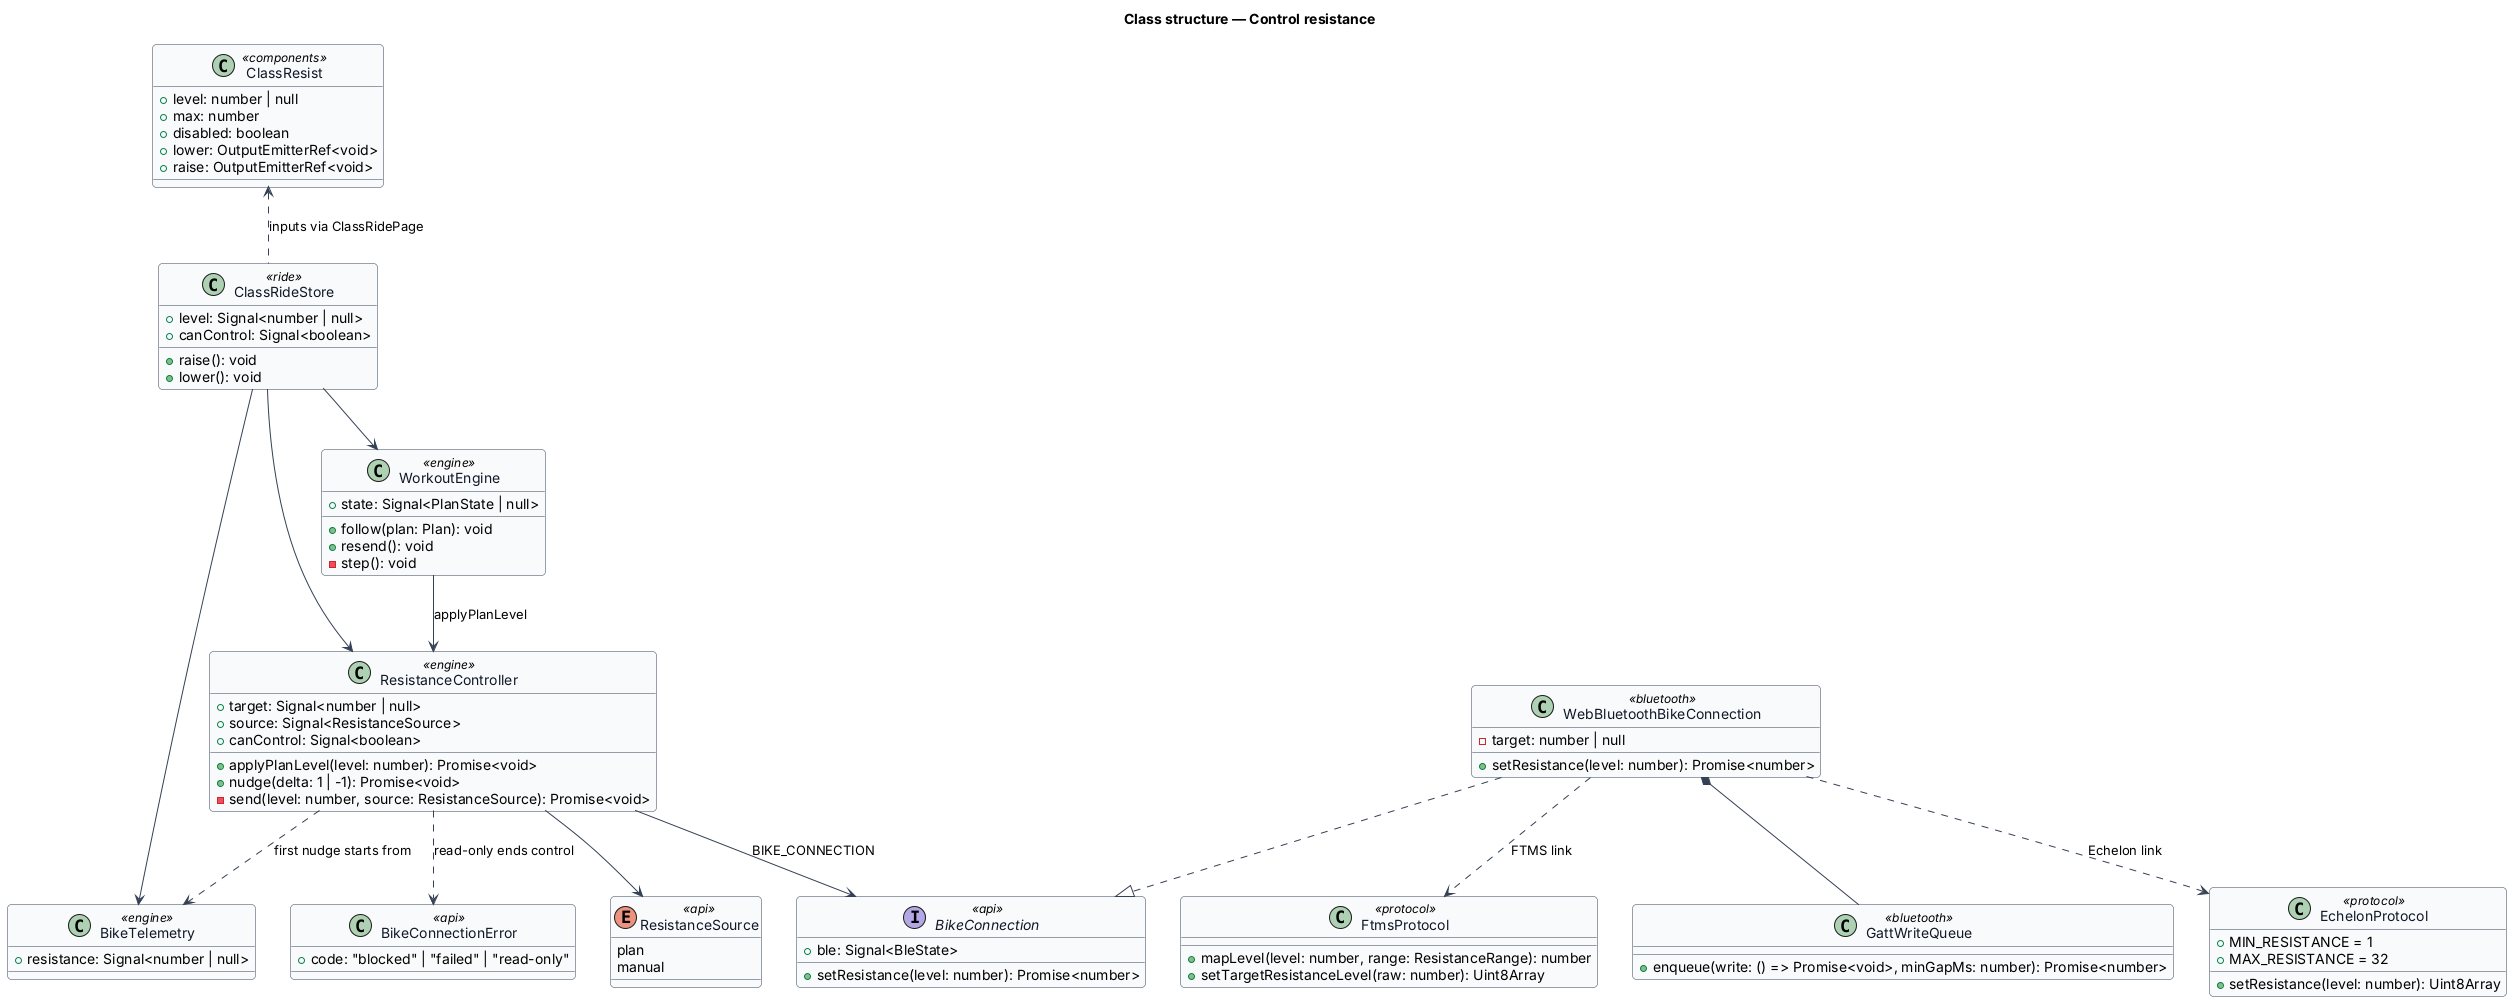 Class structure — Control resistance
«components»
ClassResist
level: number | null
max: number
disabled: boolean
lower: OutputEmitterRef<void>
raise: OutputEmitterRef<void>
inputs via ClassRidePage
«ride»
ClassRideStore
level: Signal<number | null>
canControl: Signal<boolean>
raise(): void
lower(): void
«engine»
WorkoutEngine
state: Signal<PlanState | null>
follow(plan: Plan): void
resend(): void
step(): void
applyPlanLevel
«engine»
ResistanceController
target: Signal<number | null>
source: Signal<ResistanceSource>
canControl: Signal<boolean>
applyPlanLevel(level: number): Promise<void>
nudge(delta: 1 | -1): Promise<void>
send(level: number, source: ResistanceSource): Promise<void>
«bluetooth»
WebBluetoothBikeConnection
target: number | null
setResistance(level: number): Promise<number>
first nudge starts from
read-only ends control
BIKE_CONNECTION
FTMS link
Echelon link
«engine»
BikeTelemetry
resistance: Signal<number | null>
«api»
BikeConnectionError
code: "blocked" | "failed" | "read-only"
«api»
ResistanceSource
plan
manual
«api»
BikeConnection
ble: Signal<BleState>
setResistance(level: number): Promise<number>
«protocol»
FtmsProtocol
mapLevel(level: number, range: ResistanceRange): number
setTargetResistanceLevel(raw: number): Uint8Array
«bluetooth»
GattWriteQueue
enqueue(write: () => Promise<void>, minGapMs: number): Promise<number>
«protocol»
EchelonProtocol
MIN_RESISTANCE = 1
MAX_RESISTANCE = 32
setResistance(level: number): Uint8Array